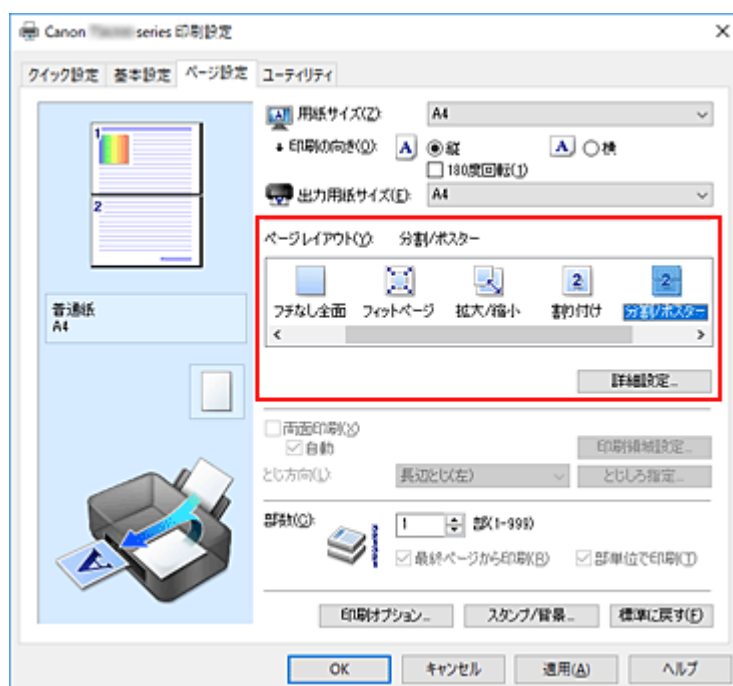 Canon series 印刷設定
クイック設定 基本設定 ページ設定 ユーティリティ
1
2
普通紙
A4
用紙サイズ(Z): A4
印刷の向き(O): A 縦 A 横
180度回転(1)
出力用紙サイズ(E): A4
ページレイアウト(Y): 分割/ポスター
2 2
フチなし全面 フィットページ 拡大/縮小 割り付け 分割/ポスター
詳細設定...
両面印刷(X)
自動 印刷領域設定...
とじ方向(L): 長辺とじ(左) とじしろ指定...
部数(C): 1 部(1-999)
最終ページから印刷(R) 部単位で印刷(T)
A
印刷オプション... スタンプ/背景... 標準に戻す(F)
OK キャンセル 適用(A) ヘルプ